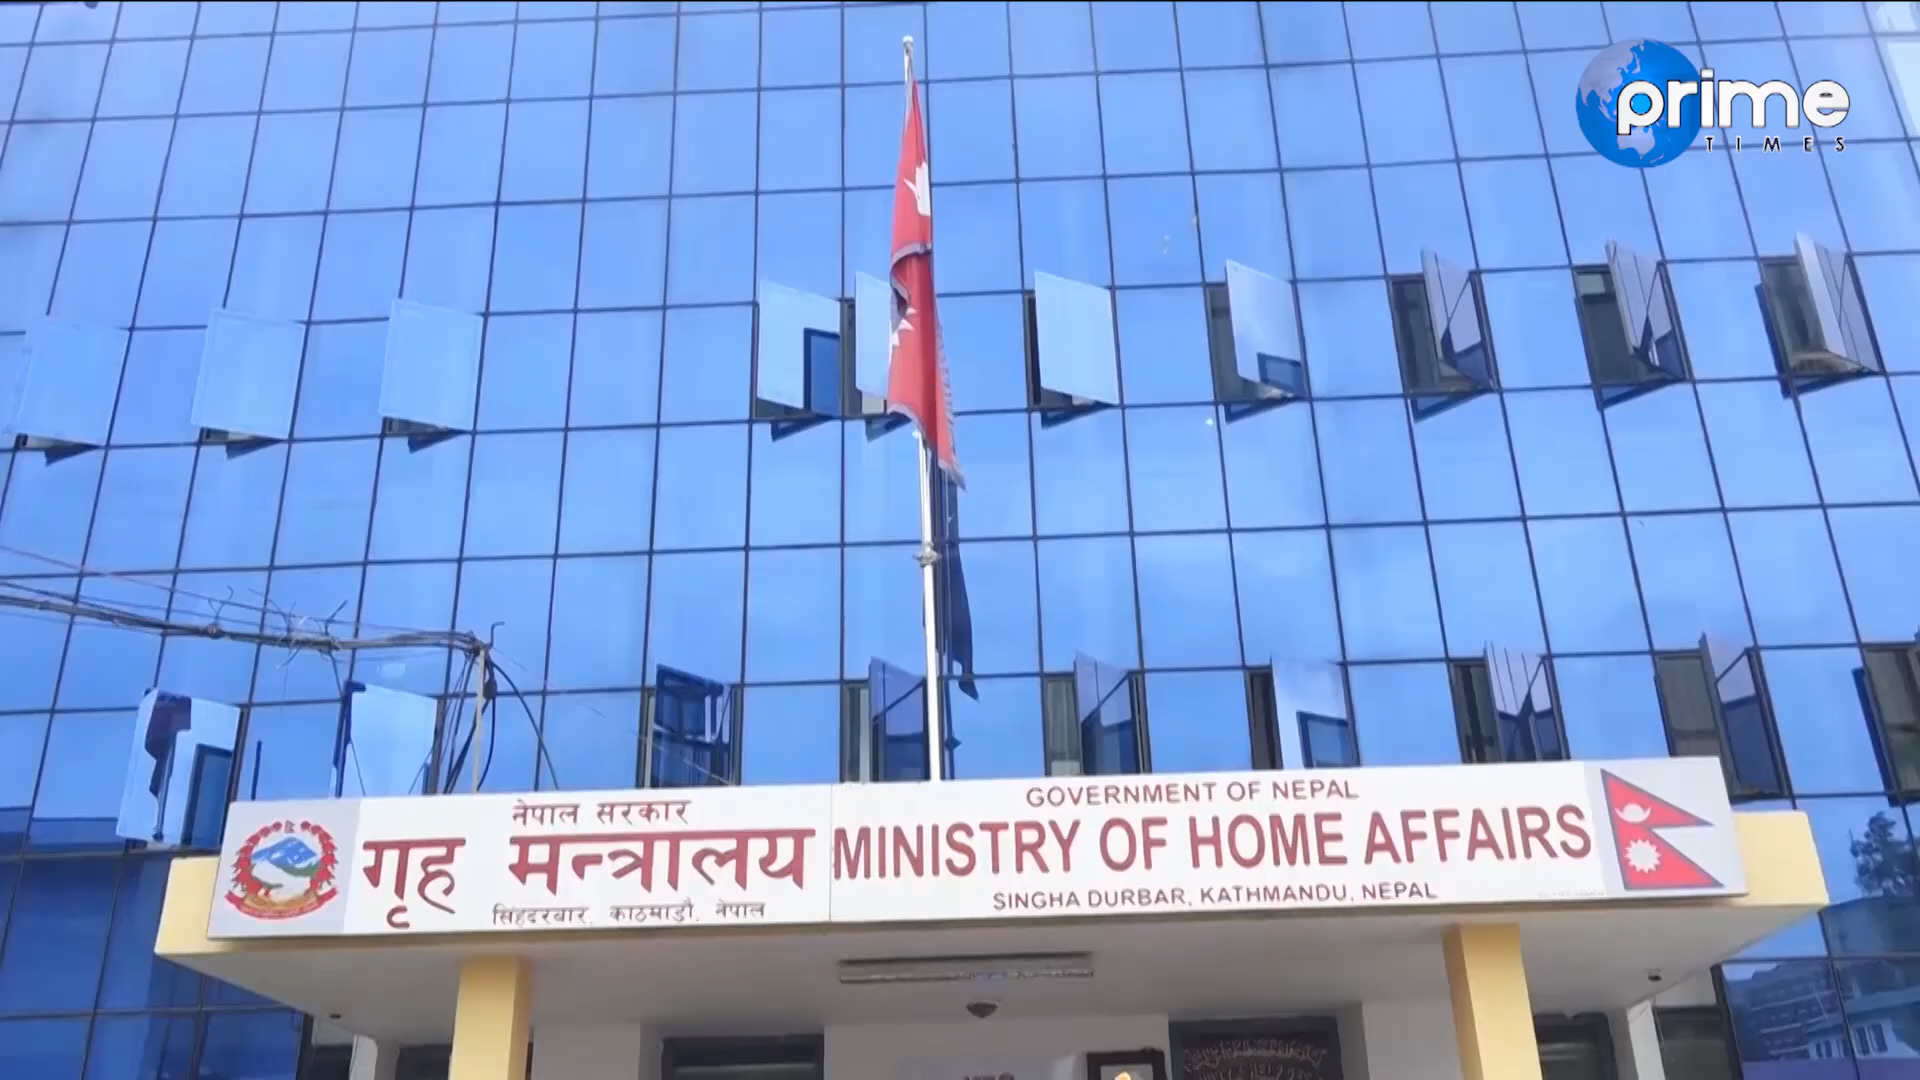 prime
TIMES
नेपाल सरकार
गृह मन्त्रालय
सिंहदरबार, काठमाडौं, नेपाल
GOVERNMENT OF NEPAL
MINISTRY OF HOME AFFAIRS
SINGHA DURBAR, KATHMANDU, NEPAL